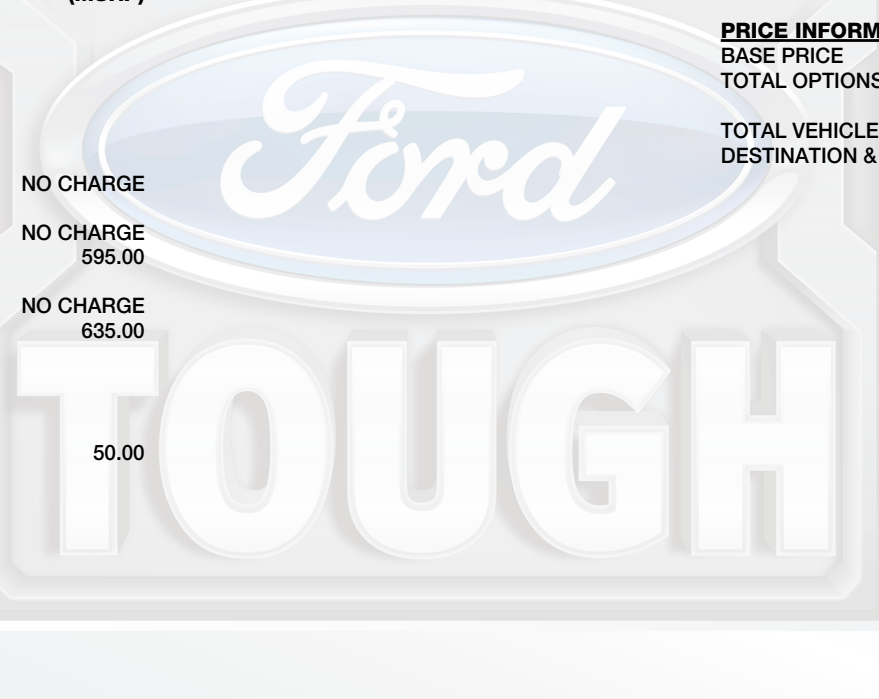 (MSRP)
PRICE INFORM
BASE PRICE
TOTAL OPTIONS
TOTAL VEHICLE
DESTINATION &
NO CHARGE
NO CHARGE
595.00
NO CHARGE
635.00
50.00
Ford
TOUGH